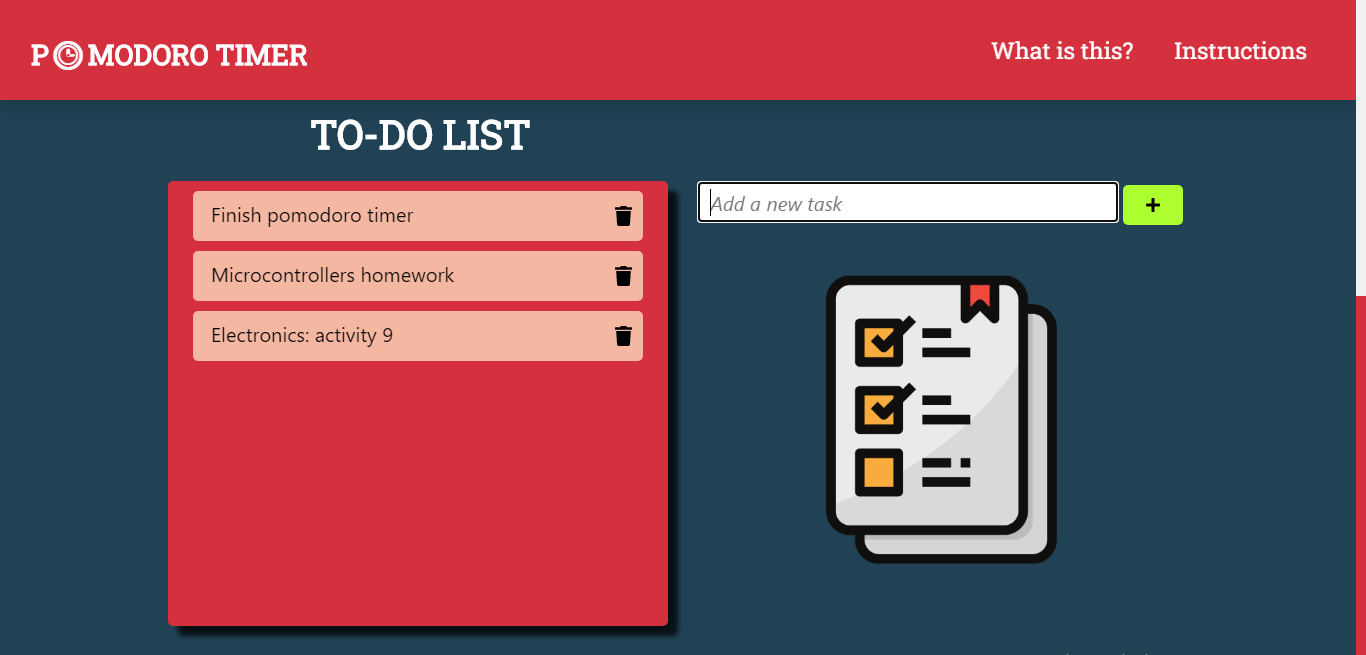 POMODORO TIMER
What is this?
Instructions
TO-DO LIST
Finish pomodoro timer
Microcontrollers homework
Electronics: activity 9
Add a new task
+